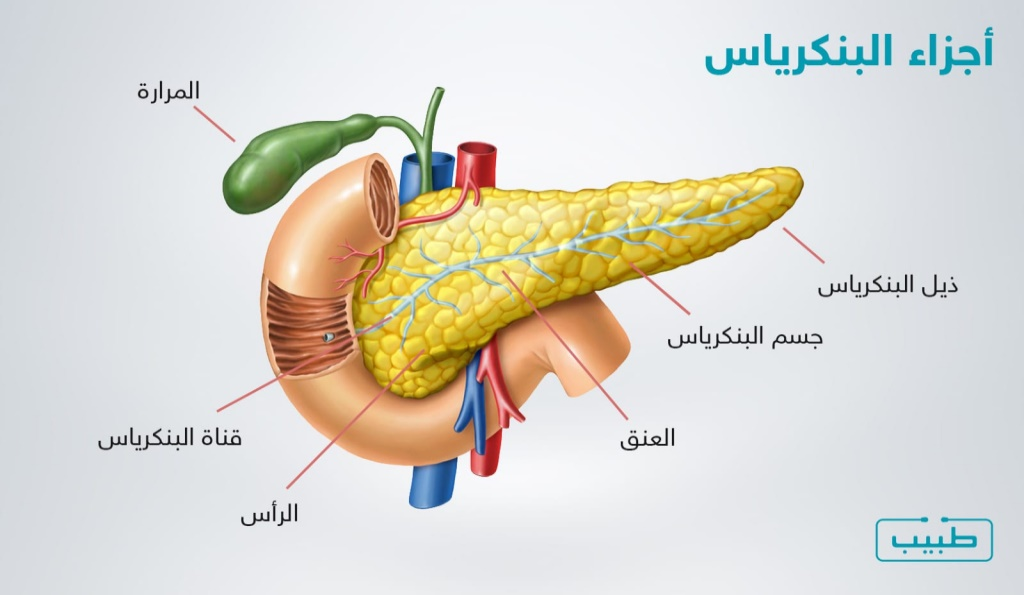 أجزاء البنكرياس
المرارة
ذيل البنكرياس
جسم البنكرياس
العنق
قناة البنكرياس
الرأس
طبيب